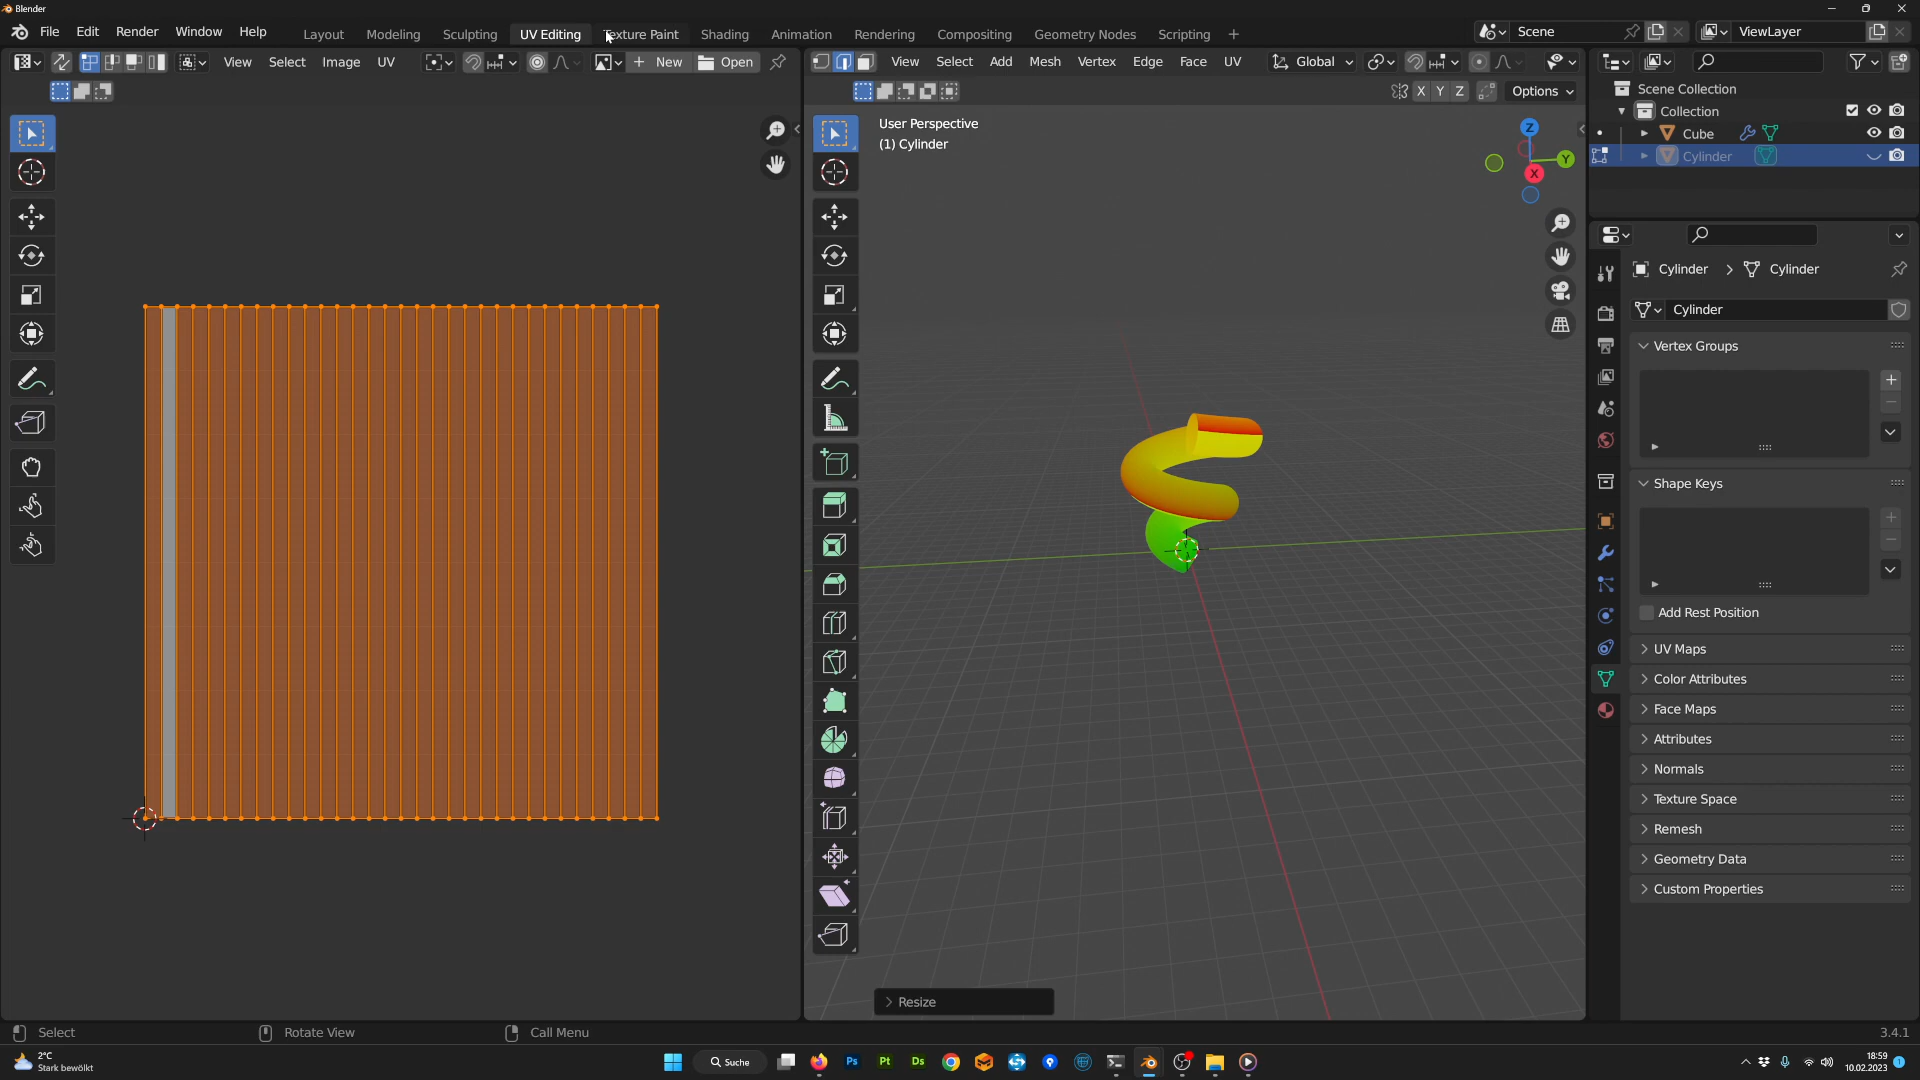 Blender
File Edit Render Window Help Layout Modeling Sculpting UV Editing Texture Paint Shading Animation Rendering Compositing Geometry Nodes Scripting Scene ViewLayer
View Select Image UV New Open View Select Add Mesh Vertex Edge Face UV Global
X Y Z Options
Scene Collection
Collection
Cube
Cylinder
User Perspective
(1) Cylinder
Z
Y
X
Cylinder > Cylinder
Cylinder
Vertex Groups
Shape Keys
Add Rest Position
UV Maps
Color Attributes
Face Maps
Attributes
Normals
Texture Space
Remesh
Geometry Data
Custom Properties
Resize
Select Rotate View Call Menu 3.4.1
2°C
Stark bewölkt
Suche
Ps Pt Ds
18:59
10.02.2023
1